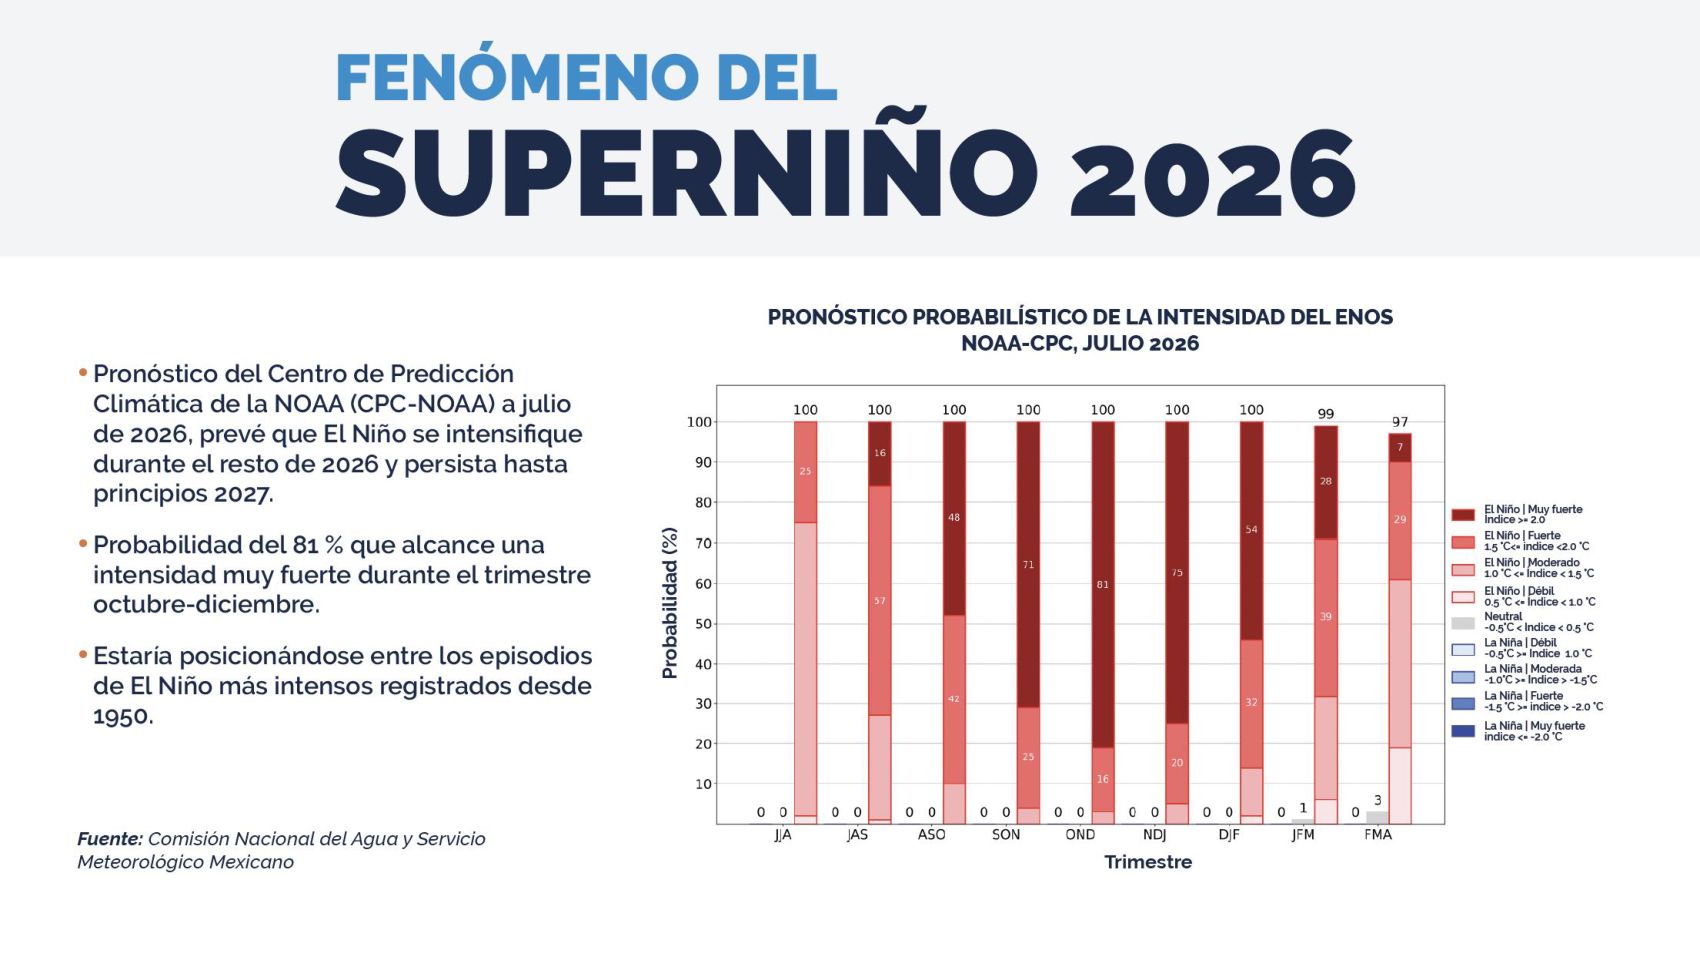 FENÓMENO DEL
SUPERNIÑO 2026
• Pronóstico del Centro de Predicción
Climática de la NOAA (CPC-NOAA) a julio
de 2026, prevé que El Niño se intensifique
durante el resto de 2026 y persista hasta
principios 2027.
• Probabilidad del 81 % que alcance una
intensidad muy fuerte durante el trimestre
octubre-diciembre.
• Estaría posicionándose entre los episodios
de El Niño más intensos registrados desde
1950.
Fuente: Comisión Nacional del Agua y Servicio
Meteorológico Mexicano
PRONÓSTICO PROBABILÍSTICO DE LA INTENSIDAD DEL ENOS
NOAA-CPC, JULIO 2026
Probabilidad (%)
100
90
80
70
60
50
40
30
20
10
100 100 100 100 100 100 100 99 97
25
16
57
48
42
71
25
81
16
75
20
54
32
28
39
7
29
0 0 0 0 0 0 0 0 0 0 0 0 0 0 0 1 0 3
JJA JAS ASO SON OND NDJ DJF JFM FMA
Trimestre
El Niño | Muy fuerte
Índice >= 2.0
El Niño | Fuerte
1.5 °C<= indice <2.0 °C
El Niño | Moderado
1.0 °C <= Indice < 1.5 °C
El Niño | Débil
0.5 °C <= Indice < 1.0 °C
Neutral
-0.5°C < Indice < 0.5 °C
La Niña | Débil
-0.5°C >= Indice 1.0 °C
La Niña | Moderada
-1.0°C >= Indice > -1.5°C
La Niña | Fuerte
-1.5 °C >= indice > -2.0 °C
La Niña | Muy fuerte
indice <= -2.0 °C